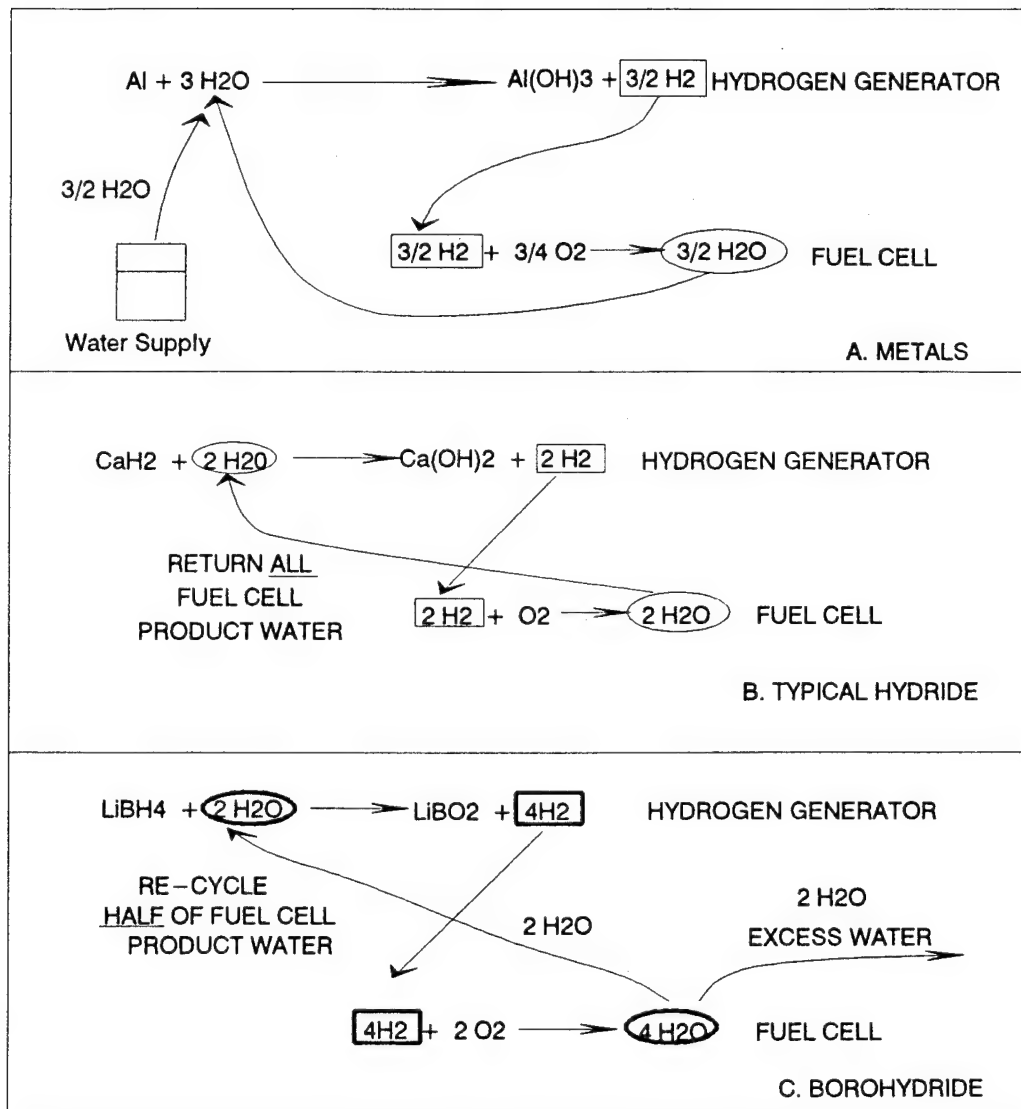 Al + 3 H2O Al(OH)3 + 3/2 H2 HYDROGEN GENERATOR
3/2 H2O
3/2 H2 + 3/4 O2 3/2 H2O FUEL CELL
Water Supply
A. METALS
CaH2 + 2 H20 Ca(OH)2 + 2 H2 HYDROGEN GENERATOR
RETURN ALL
FUEL CELL
PRODUCT WATER
2 H2 + O2 2 H2O FUEL CELL
B. TYPICAL HYDRIDE
LiBH4 + 2 H2O LiBO2 + 4H2 HYDROGEN GENERATOR
RE-CYCLE
HALF OF FUEL CELL
PRODUCT WATER
2 H2O
2 H2O
EXCESS WATER
4H2 + 2 O2 4 H2O FUEL CELL
C. BOROHYDRIDE